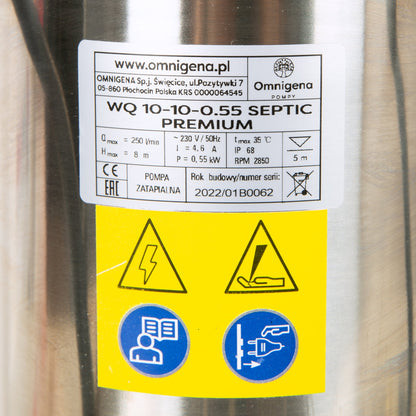 www.omnigena.pl
OMNIGENA Sp.j. Święcice, ul.Pozytywki 7
05-860 Płochocin Polska KRS 0000064545
Omnigena
POMPY
WQ 10-10-0.55 SEPTIC
PREMIUM
Qmax = 250 l/min
Hmax = 8 m
~ 230 V / 50Hz
I = 4,6 A
P = 0,55 kW
tmax 35 °C
IP 68
RPM 2850
5 m
CE
EAC
POMPA
ZATAPIALNA
Rok budowy/numer serii:
2022/01B0062